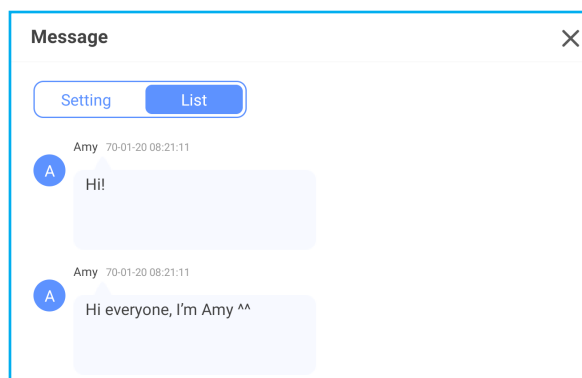 Message
Setting
List
Amy 70-01-20 08:21:11
A
Hi!
Amy 70-01-20 08:21:11
A
Hi everyone, I'm Amy ^^